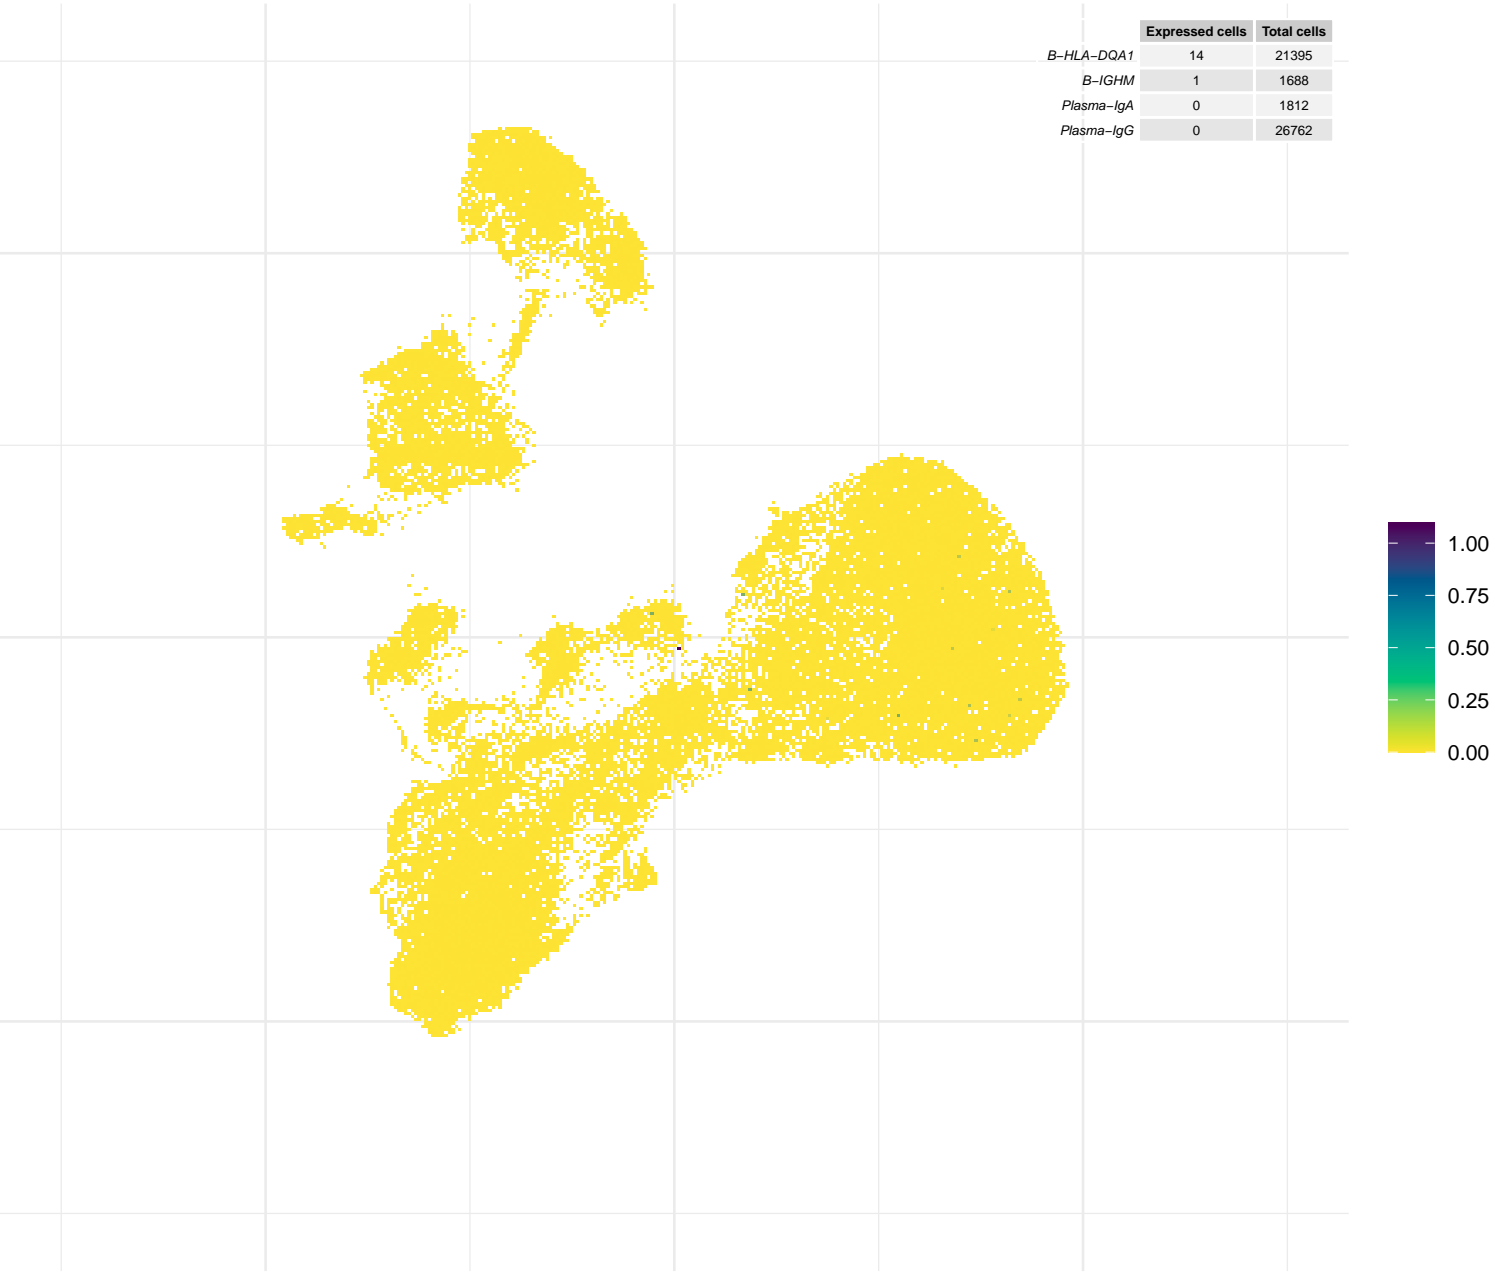 Expressed cells Total cells
B−HLA−DQA1 14 21395
B−IGHM 1 1688
Plasma−IgA 0 1812
Plasma−IgG 0 26762
1.00
0.75
0.50
0.25
0.00